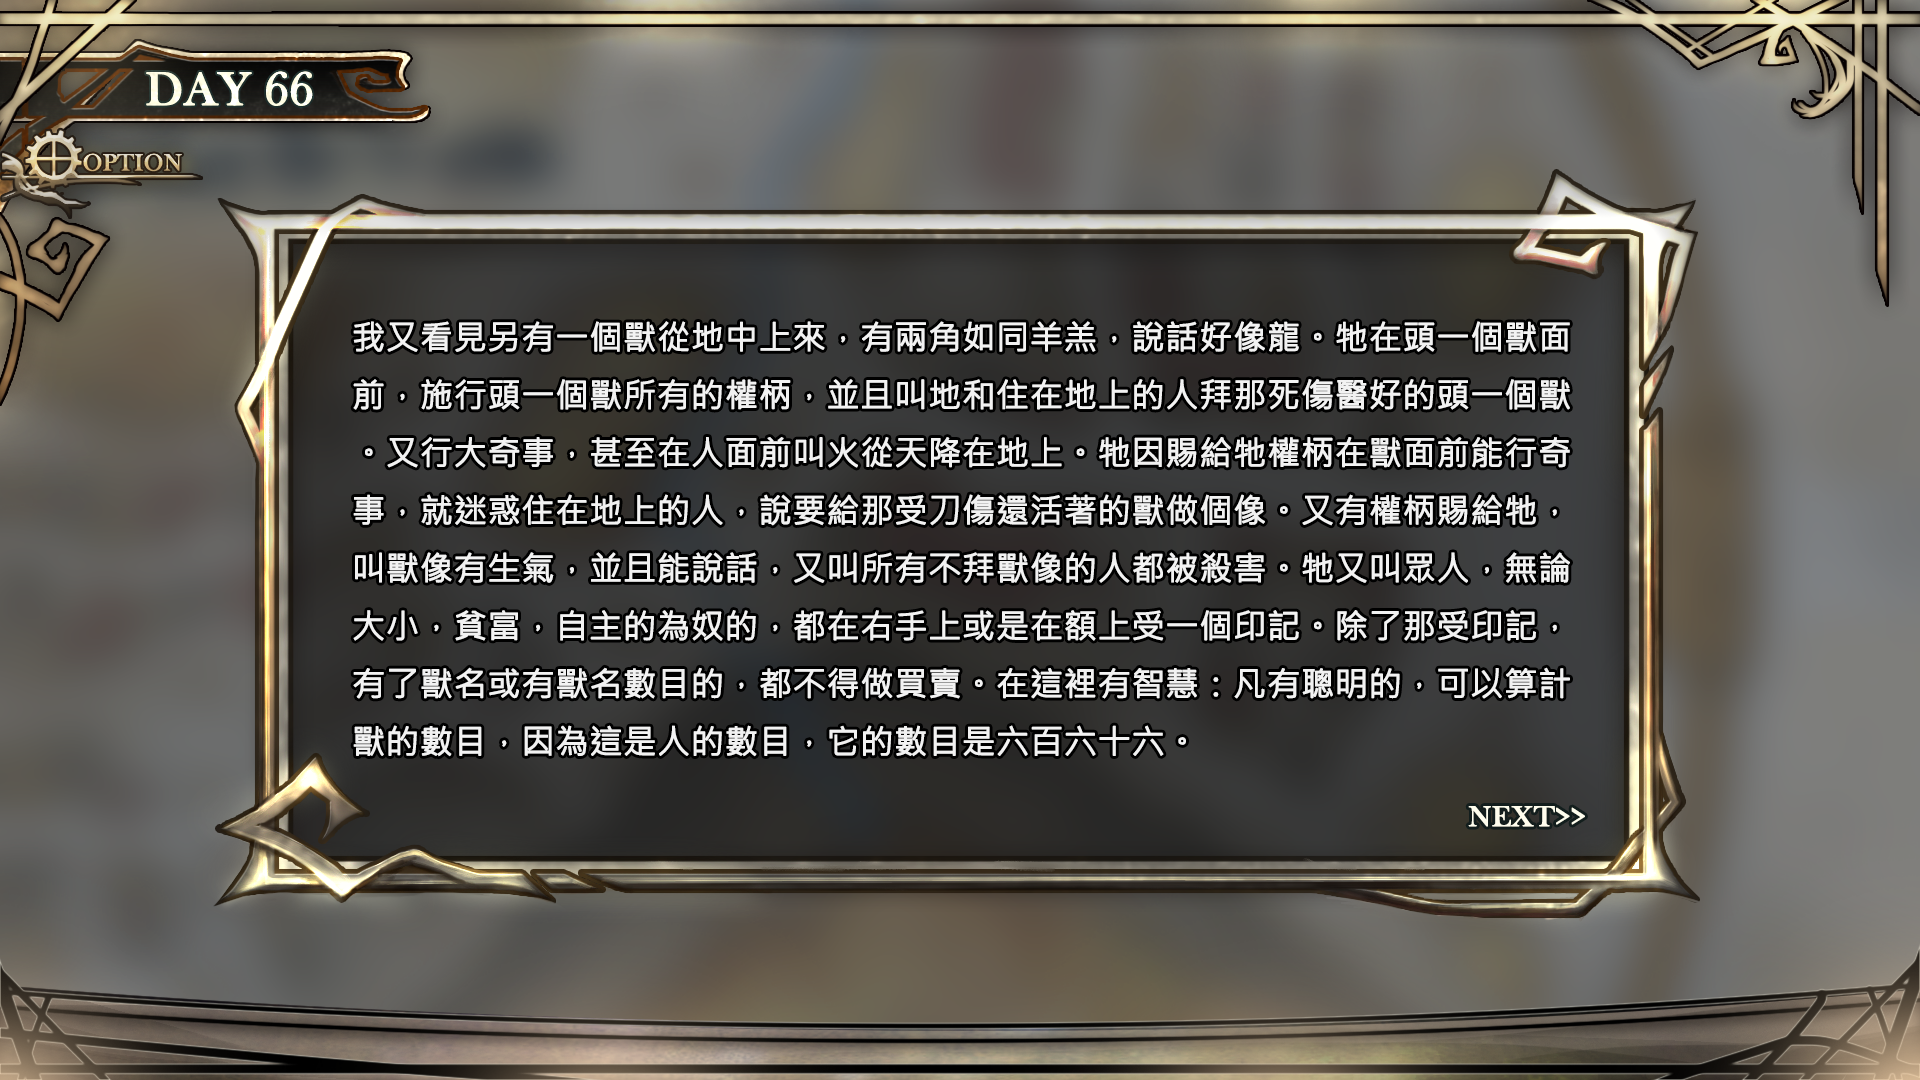 DAY 66
OPTION
我又看見另有一個獸從地中上來，有兩角如同羊羔，說話好像龍。牠在頭一個獸面
前，施行頭一個獸所有的權柄，並且叫地和住在地上的人拜那死傷醫好的頭一個獸
。又行大奇事，甚至在人面前叫火從天降在地上。牠因賜給牠權柄在獸面前能行奇
事，就迷惑住在地上的人，說要給那受刀傷還活著的獸做個像。又有權柄賜給牠，
叫獸像有生氣，並且能說話，又叫所有不拜獸像的人都被殺害。牠又叫眾人，無論
大小，貧富，自主的為奴的，都在右手上或是在額上受一個印記。除了那受印記，
有了獸名或有獸名數目的，都不得做買賣。在這裡有智慧：凡有聰明的，可以算計
獸的數目，因為這是人的數目，它的數目是六百六十六。
NEXT>>